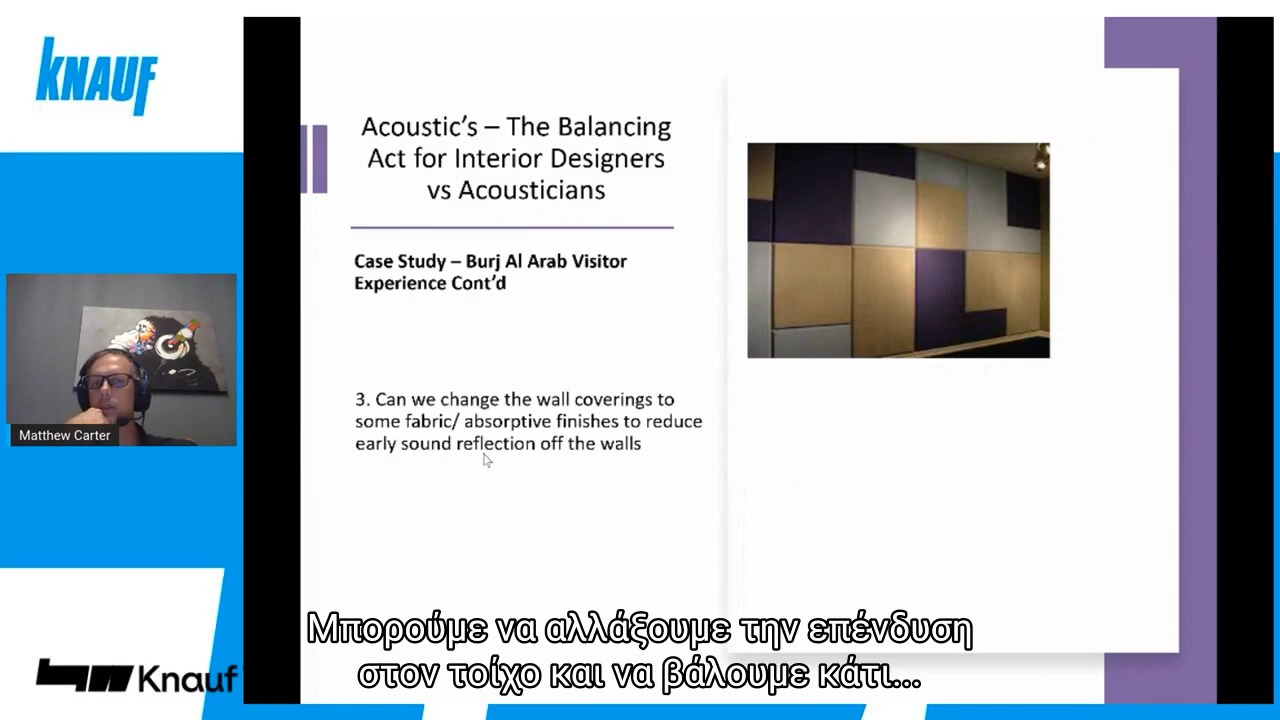 KNAUF
Acoustic's – The Balancing
Act for Interior Designers
vs Acousticians
Case Study – Burj Al Arab Visitor
Experience Cont'd
3. Can we change the wall coverings to
some fabric/ absorptive finishes to reduce
early sound reflection off the walls
Matthew Carter
Μπορούμε να αλλάξουμε την επένδυση
στον τοίχο και να βάλουμε κάτι...
Knauf